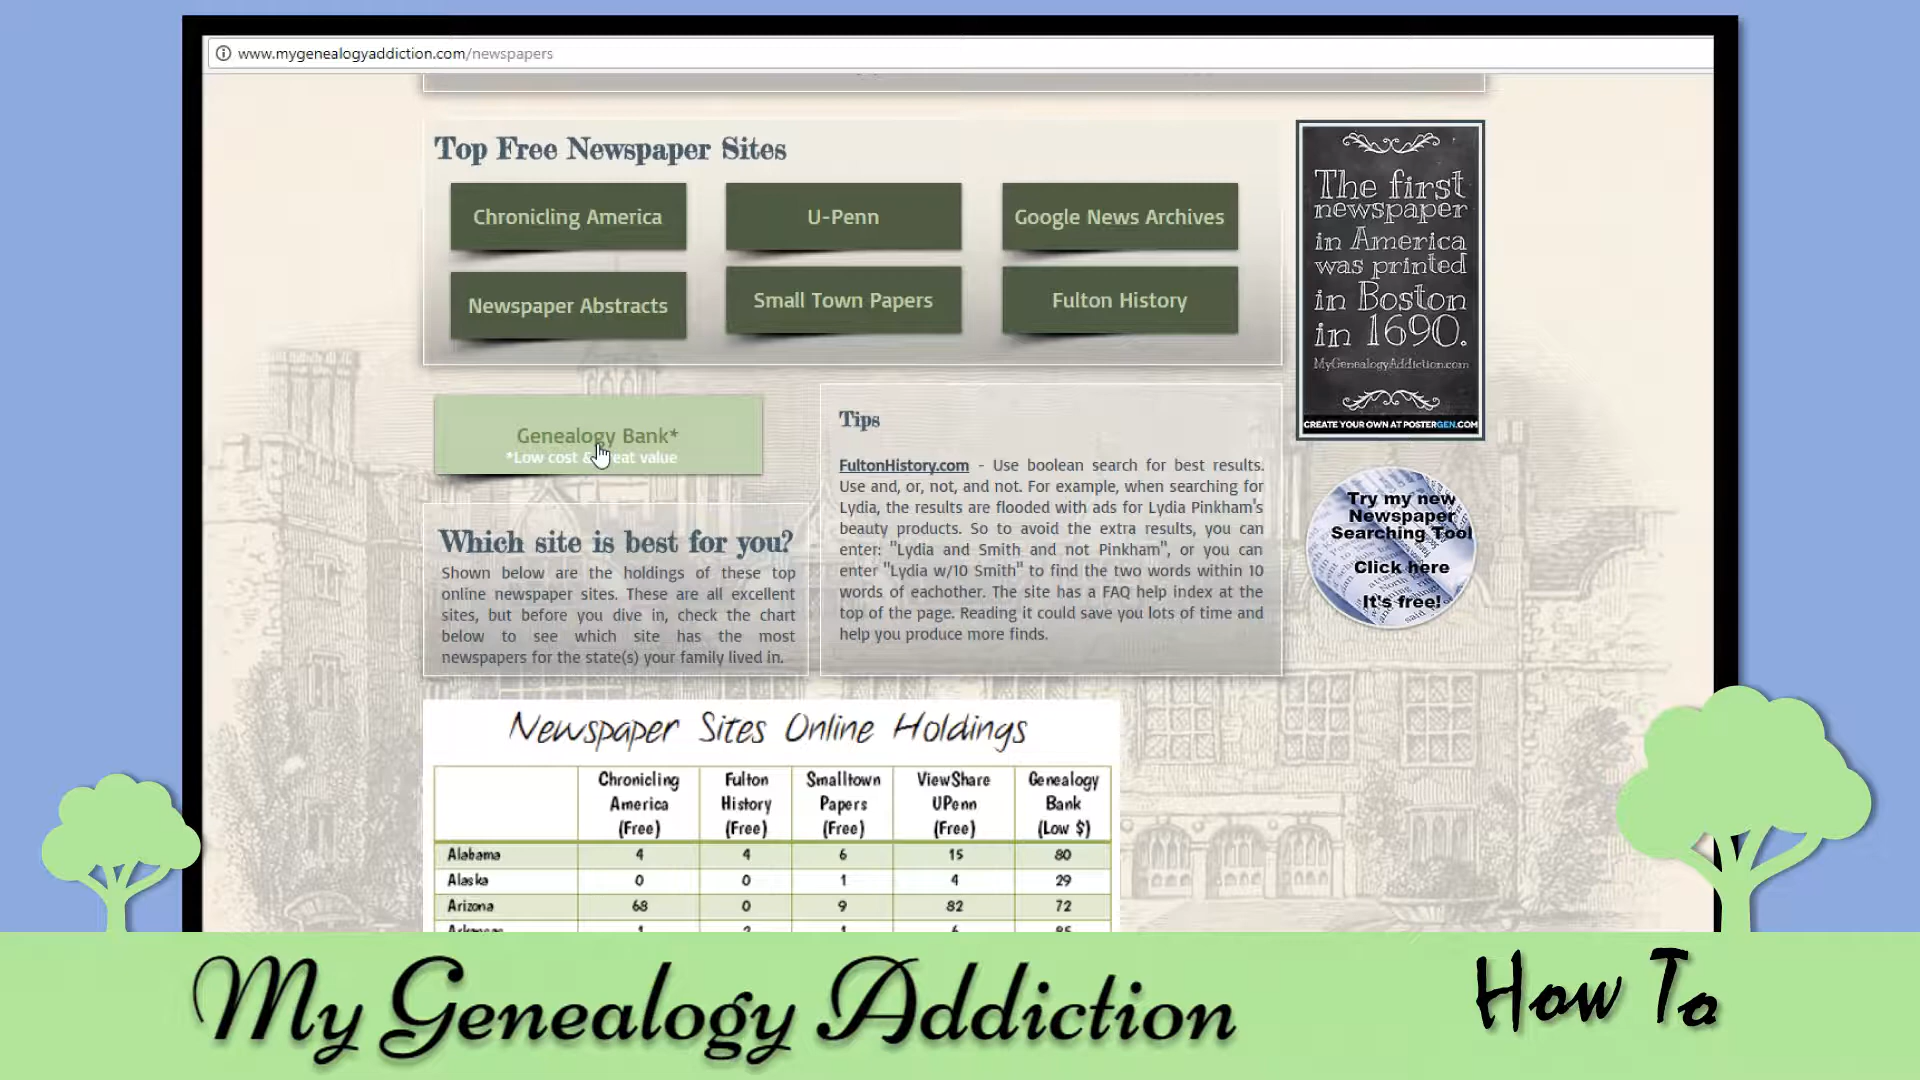 www.mygenealogyaddiction.com/newspapers
Top Free Newspaper Sites
Chronicling America
U-Penn
Google News Archives
Newspaper Abstracts
Small Town Papers
Fulton History
The first
newspaper
in America
was printed
in Boston
in 1690.
MyGenealogyAddiction.com
CREATE YOUR OWN AT POSTERGEN.COM
Genealogy Bank*
*Low cost & value
Which site is best for you?
Shown below are the holdings of these top
online newspaper sites. These are all excellent
sites, but before you dive in, check the chart
below to see which site has the most
newspapers for the state(s) your family lived in.
Tips
FultonHistory.com - Use boolean search for best results.
Use and, or, not, and not. For example, when searching for
Lydia, the results are flooded with ads for Lydia Pinkham's
beauty products. So to avoid the extra results, you can
enter: "Lydia and Smith and not Pinkham", or you can
enter "Lydia w/10 Smith" to find the two words within 10
words of eachother. The site has a FAQ help index at the
top of the page. Reading it could save you lots of time and
help you produce more finds.
Try my new
Newspaper
Searching Tool
Click here
It's free!
Newspaper Sites Online Holdings
Chronicling America (Free) Fulton History (Free) Smalltown Papers (Free) ViewShare UPenn (Free) Genealogy Bank (Low $)
Alabama 4 4 6 15 80
Alaska 0 0 1 4 29
Arizona 68 0 9 82 72
My Genealogy Addiction
How To